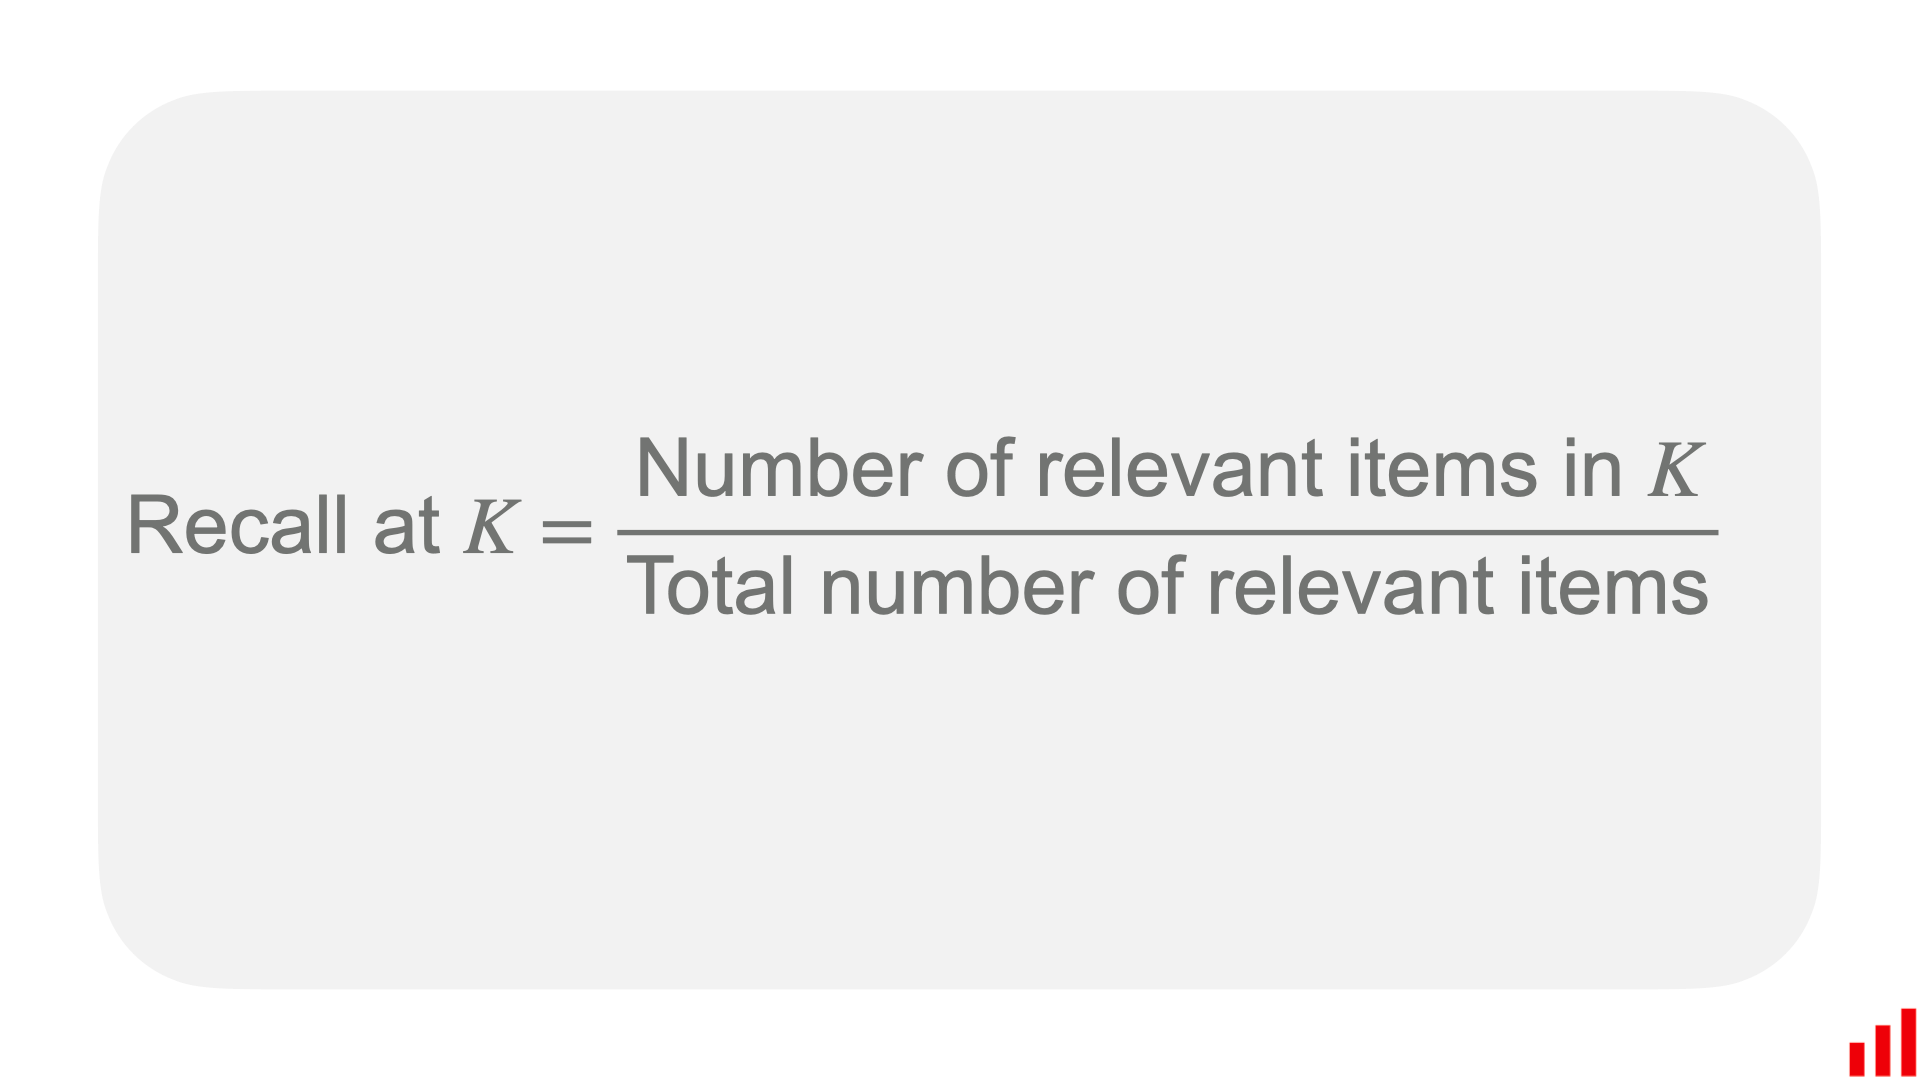 Recall at K = Number of relevant items in K
Total number of relevant items